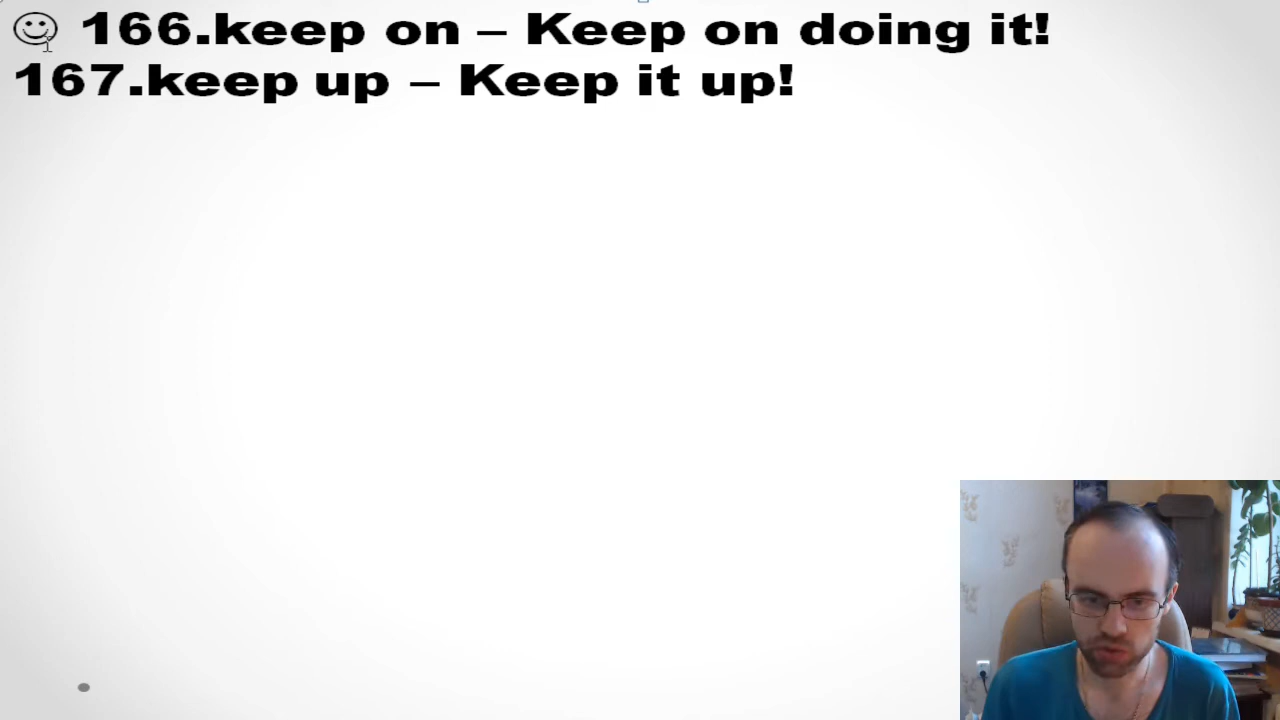 ☺ 166.keep on – Keep on doing it!
167.keep up – Keep it up!